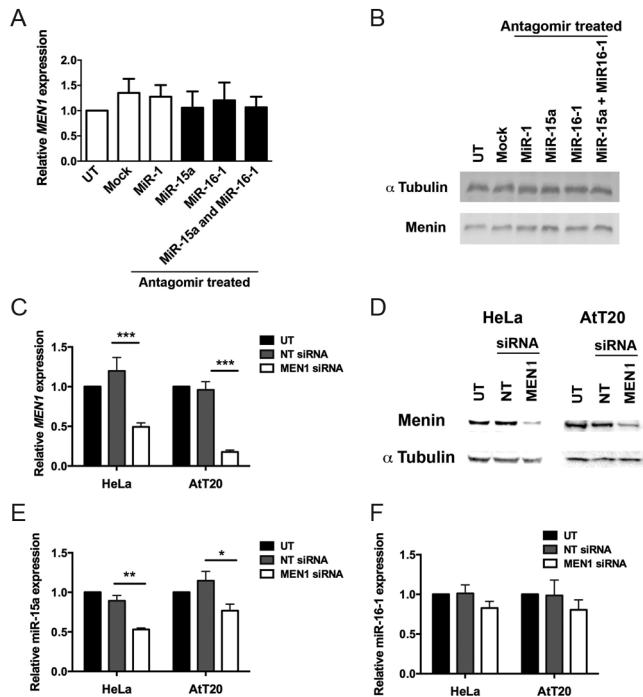 A
Relative MEN1 expression
2.0
1.5
1.0
0.5
0.0
UT
Mock
MiR-1
MiR-15a
MiR-16-1
MiR-15a and MiR-16-1
Antagomir treated
B
Antagomir treated
UT
Mock
MiR-1
MiR-15a
MiR-16-1
MiR-15a + MiR16-1
α Tubulin
Menin
C
Relative MEN1 expression
1.5
1.0
0.5
0.0
***
***
UT
NT siRNA
MEN1 siRNA
HeLa
AtT20
D
HeLa
AtT20
siRNA
siRNA
UT
NT
MEN1
UT
NT
MEN1
Menin
α Tubulin
E
Relative miR-15a expression
1.5
1.0
0.5
0.0
**
*
UT
NT siRNA
MEN1 siRNA
HeLa
AtT20
F
Relative miR-16-1 expression
1.5
1.0
0.5
0.0
UT
NT siRNA
MEN1 siRNA
HeLa
AtT20